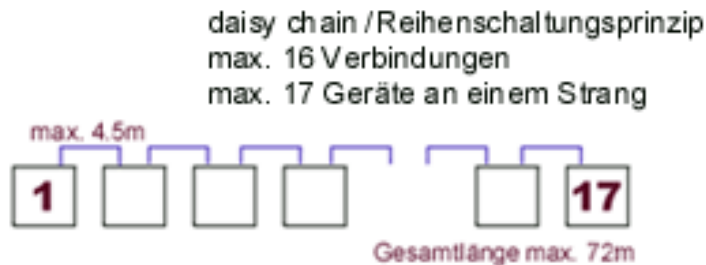 daisy chain / Reihenschaltungsprinzip
max. 16 Verbindungen
max. 17 Geräte an einem Strang
max. 4.5m
1 17
Gesamtlänge max. 72m